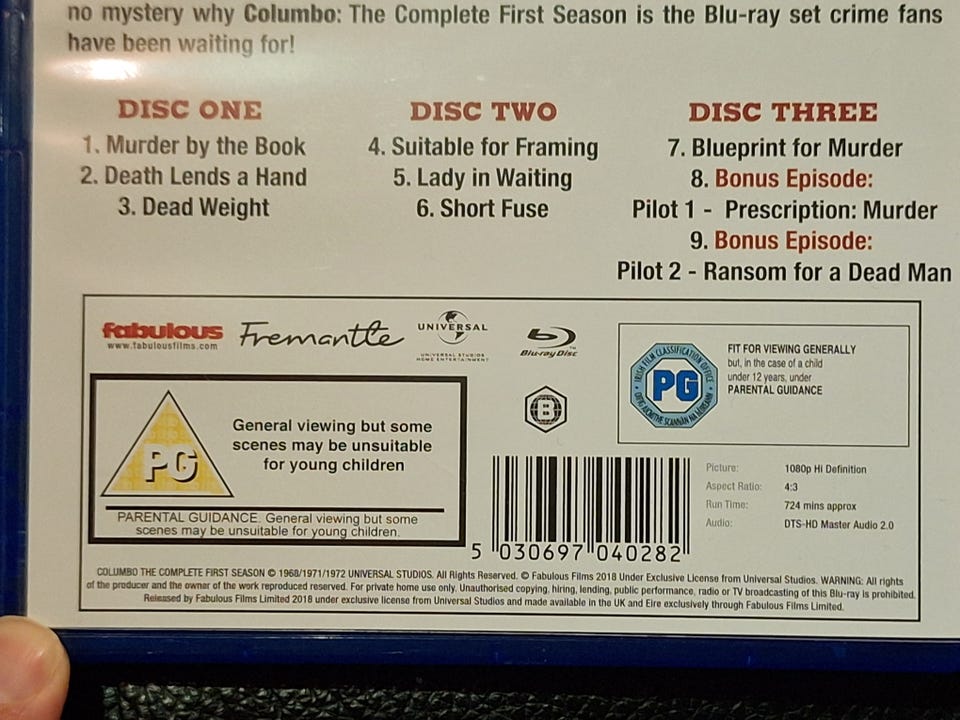 no mystery why Columbo: The Complete First Season is the Blu-ray set crime fans
have been waiting for!
DISC ONE
1. Murder by the Book
2. Death Lends a Hand
3. Dead Weight
DISC TWO
4. Suitable for Framing
5. Lady in Waiting
6. Short Fuse
DISC THREE
7. Blueprint for Murder
8. Bonus Episode:
Pilot 1 - Prescription: Murder
9. Bonus Episode:
Pilot 2 - Ransom for a Dead Man
fabulous
www.fabulousfilms.com
Fremantle
UNIVERSAL
UNIVERSAL STUDIOS
HOME ENTERTAINMENT
Blu-ray Disc
TM
B
IRISH FILM CLASSIFICATION OFFICE
PG
FIT FOR VIEWING GENERALLY
but, in the case of a child
under 12 years, under
PARENTAL GUIDANCE
PG
General viewing but some
scenes may be unsuitable
for young children
PARENTAL GUIDANCE. General viewing but some
scenes may be unsuitable for young children.
5 030697 040282
Picture: 1080p Hi Definition
Aspect Ratio: 4:3
Run Time: 724 mins approx
Audio: DTS-HD Master Audio 2.0
COLUMBO THE COMPLETE FIRST SEASON © 1968/1971/1972 UNIVERSAL STUDIOS. All Rights Reserved. © Fabulous Films 2018 Under Exclusive License from Universal Studios. WARNING: All rights
of the producer and the owner of the work reproduced reserved. For private home use only. Unauthorised copying, hiring, lending, public performance, radio or TV broadcasting of this Blu-ray is prohibited.
Released by Fabulous Films Limited 2018 under exclusive license from Universal Studios and made available in the UK and Eire exclusively through Fabulous Films Limited.